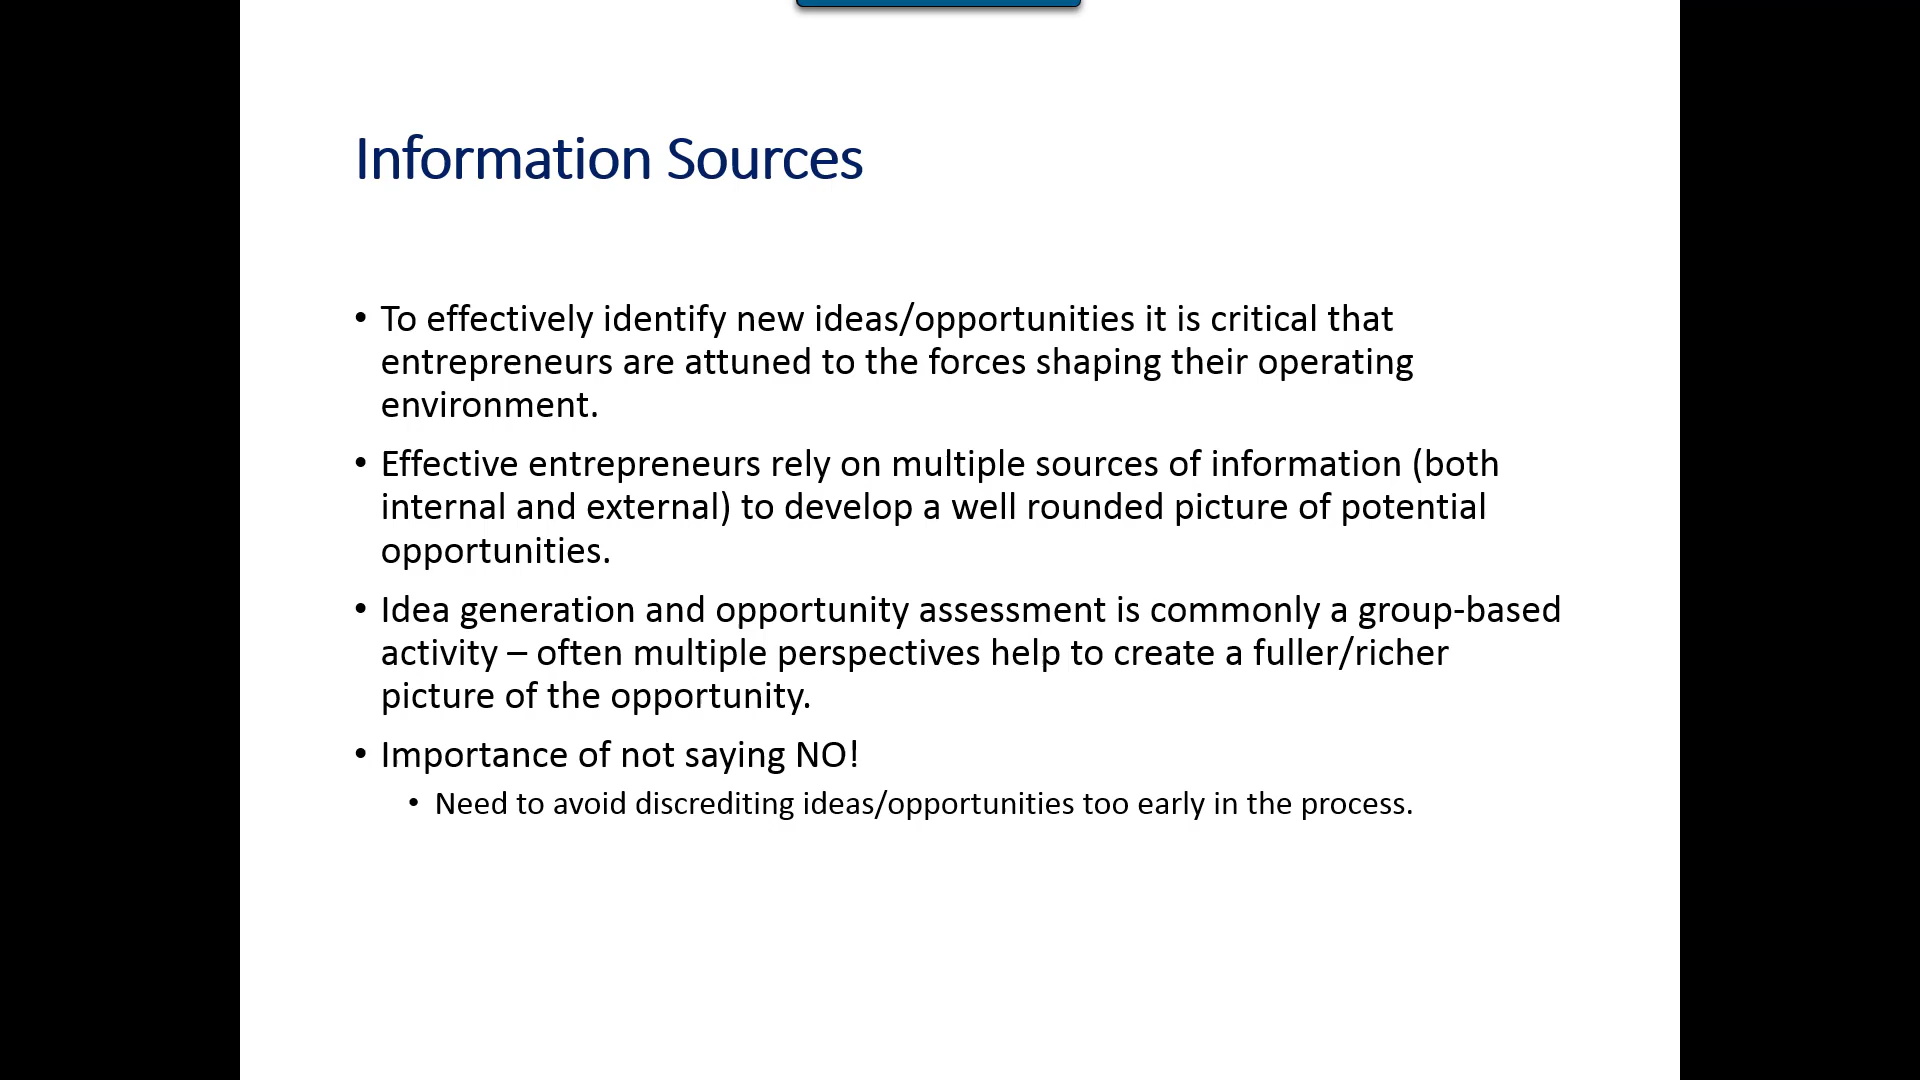 Information Sources
• To effectively identify new ideas/opportunities it is critical that
entrepreneurs are attuned to the forces shaping their operating
environment.
• Effective entrepreneurs rely on multiple sources of information (both
internal and external) to develop a well rounded picture of potential
opportunities.
• Idea generation and opportunity assessment is commonly a group-based
activity – often multiple perspectives help to create a fuller/richer
picture of the opportunity.
• Importance of not saying NO!
• Need to avoid discrediting ideas/opportunities too early in the process.